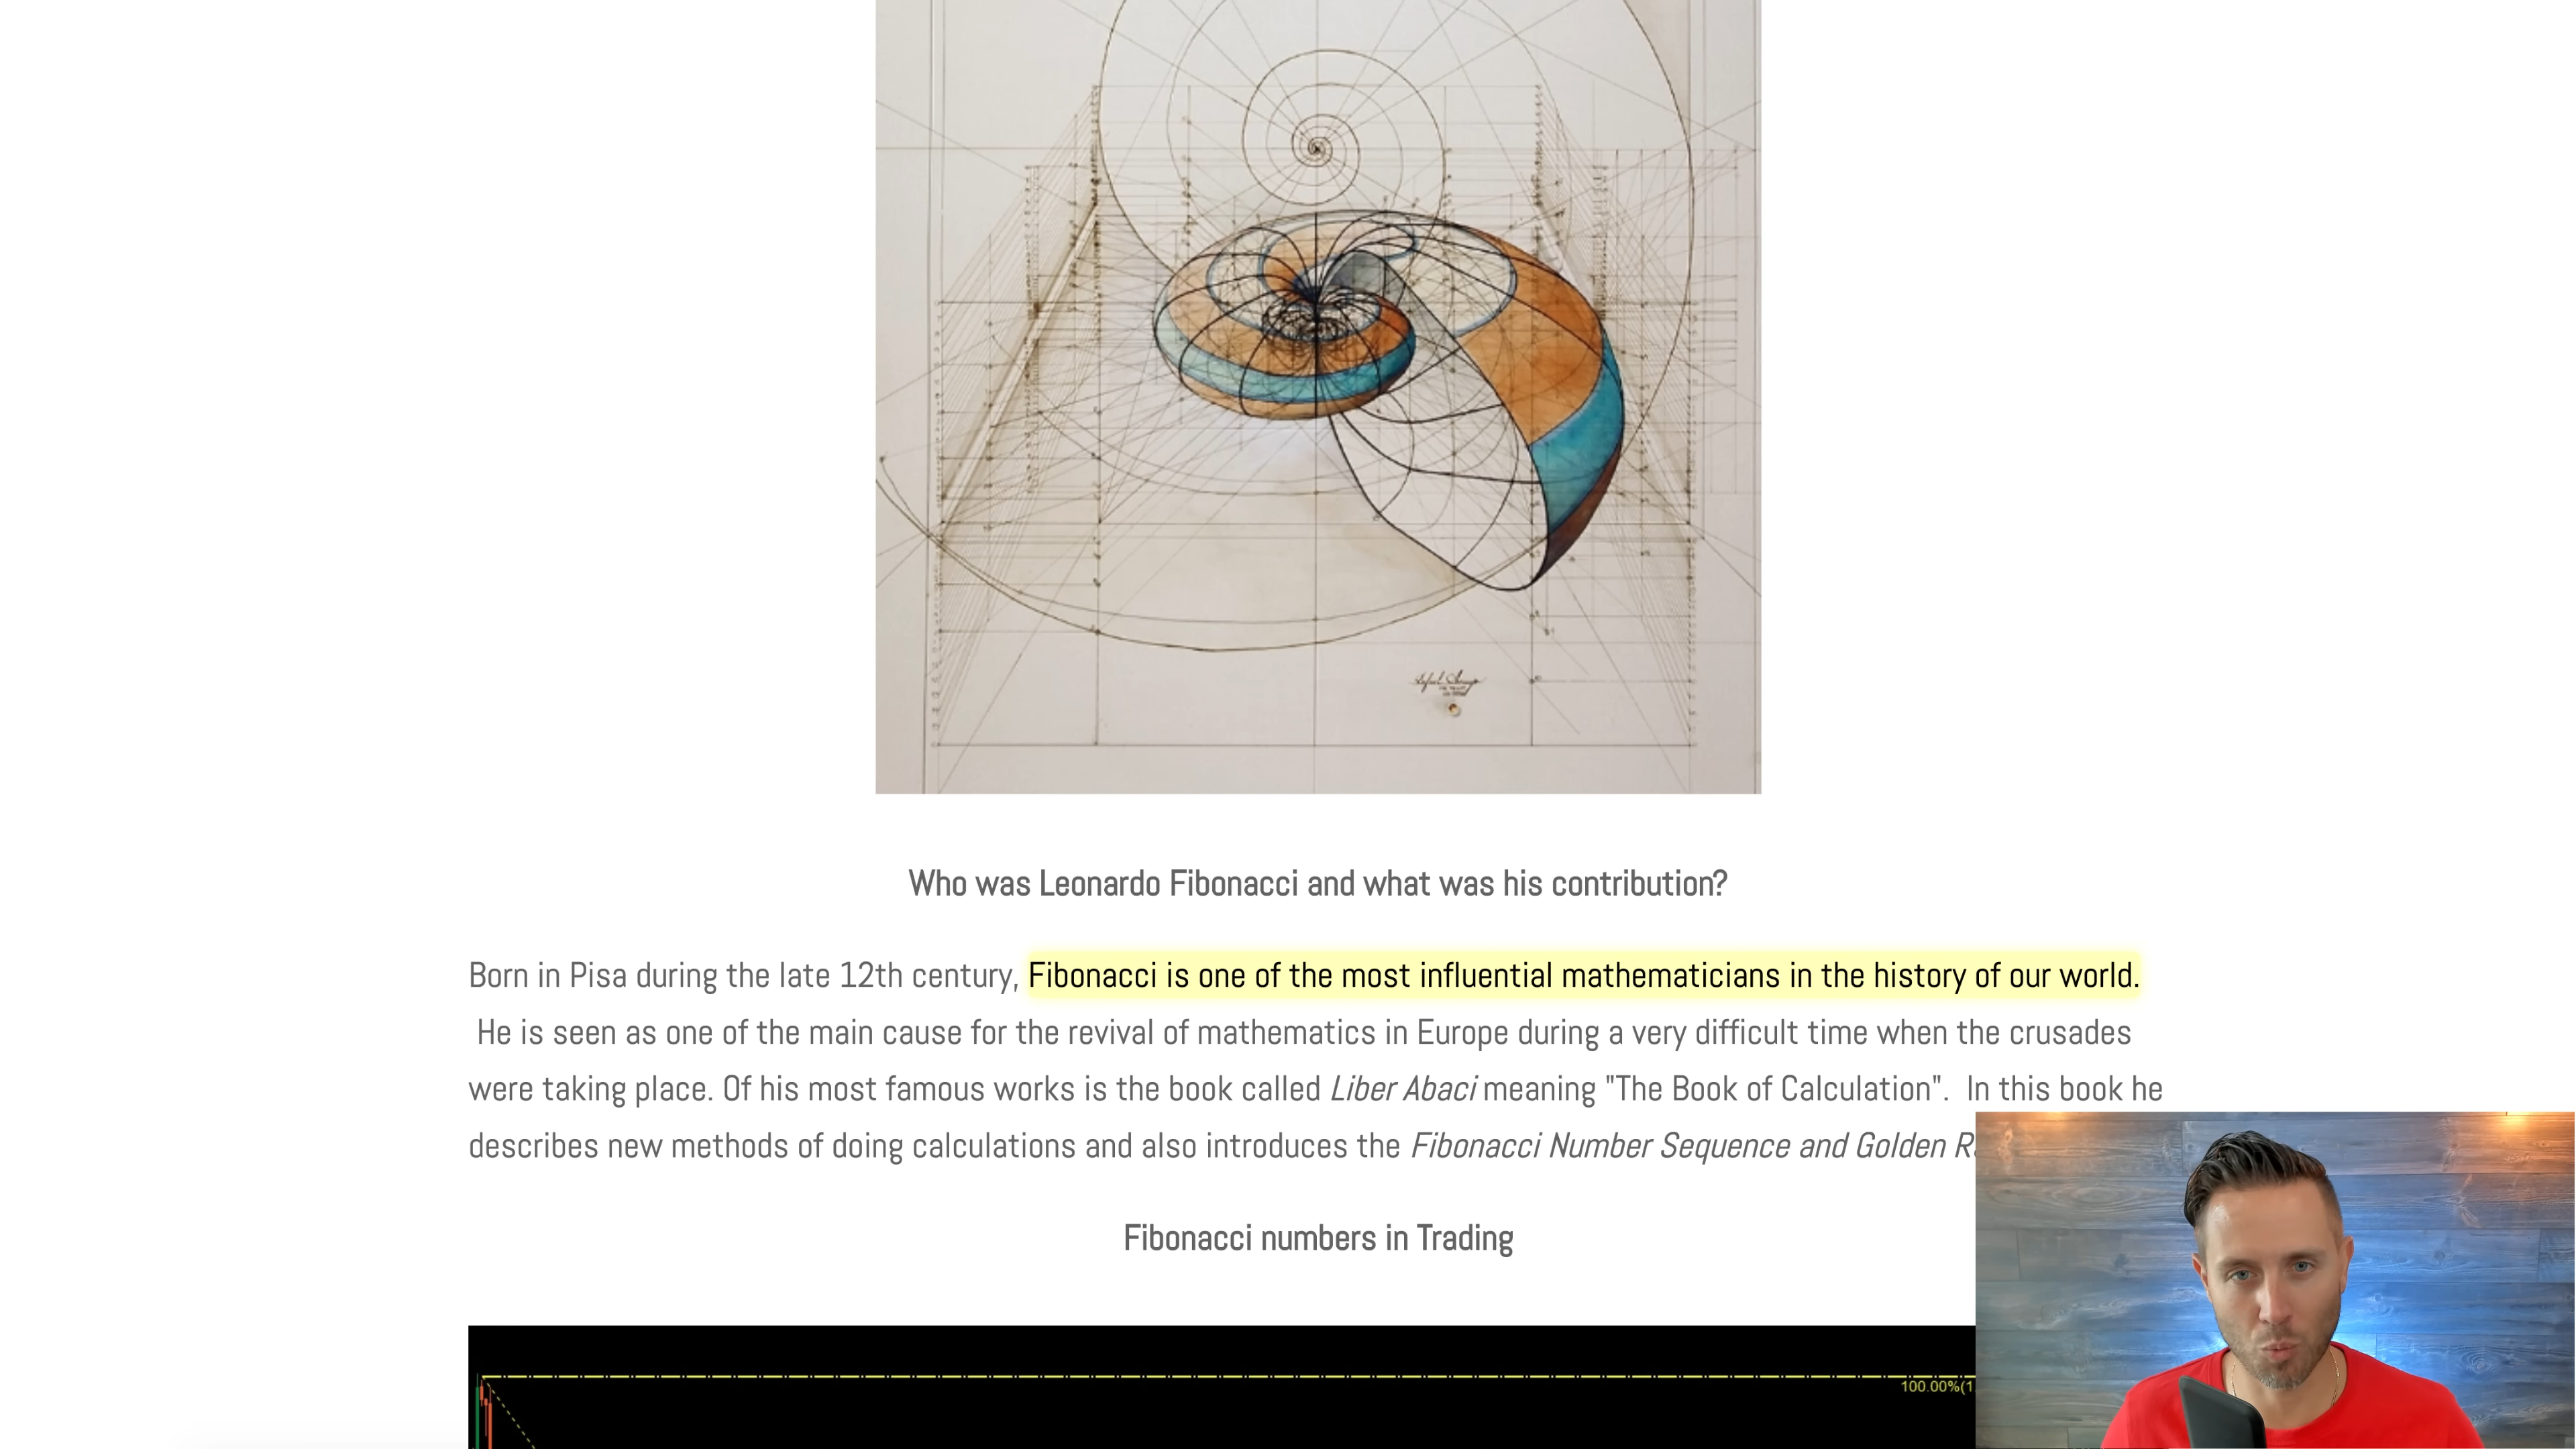 Who was Leonardo Fibonacci and what was his contribution?
Born in Pisa during the late 12th century, Fibonacci is one of the most influential mathematicians in the history of our world.
He is seen as one of the main cause for the revival of mathematics in Europe during a very difficult time when the crusades
were taking place. Of his most famous works is the book called Liber Abaci meaning "The Book of Calculation". In this book he
describes new methods of doing calculations and also introduces the Fibonacci Number Sequence and Golden
Fibonacci numbers in Trading
100.00%(1